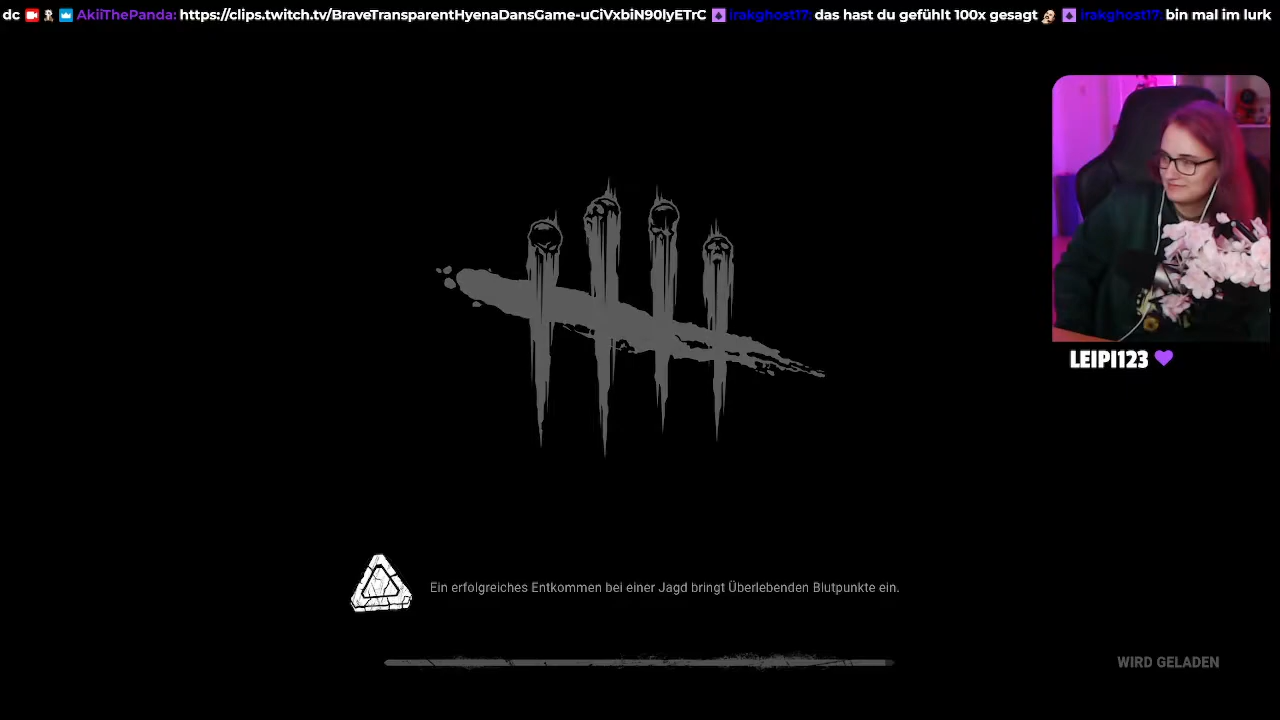 dc AkiiThePanda: https://clips.twitch.tv/BraveTransparentHyenaDansGame-uCiVxbiN90lyETrC irakghost17: das hast du gefühlt 100x gesagt irakghost17: bin mal im lurk
LEIPI123
Ein erfolgreiches Entkommen bei einer Jagd bringt Überlebenden Blutpunkte ein.
WIRD GELADEN